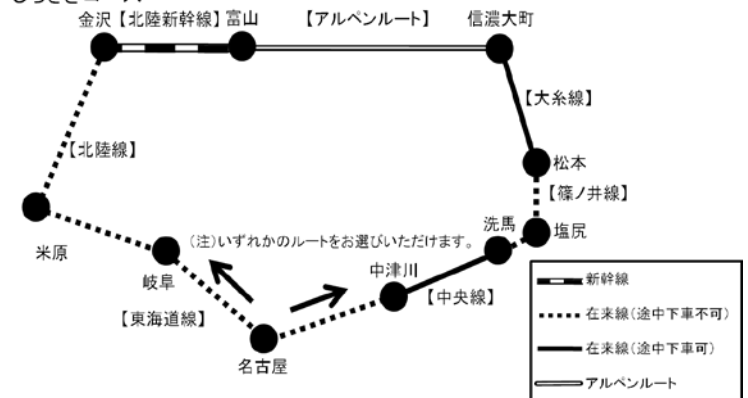 金沢【北陸新幹線】富山 【アルペンルート】 信濃大町
【大糸線】
【北陸線】
松本
【篠ノ井線】
洗馬 塩尻
(注)いずれかのルートをお選びいただけます。
米原
岐阜
中津川
【中央線】
【東海道線】
名古屋
新幹線
在来線(途中下車不可)
在来線(途中下車可)
アルペンルート